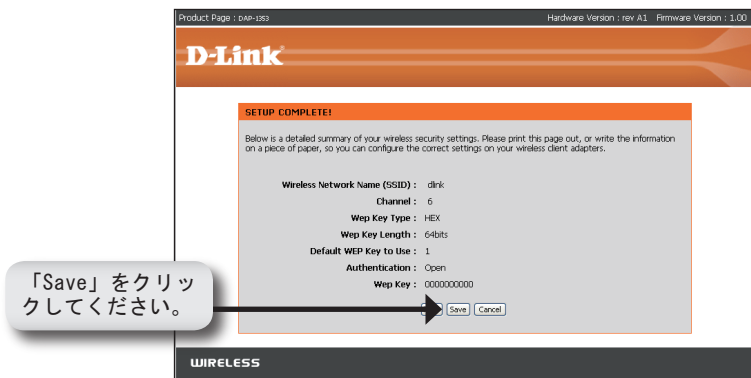 Product Page : DAP-1353 Hardware Version : rev A1 Firmware Version : 1.00
D-Link
SETUP COMPLETE!
Below is a detailed summary of your wireless security settings. Please print this page out, or write the information
on a piece of paper, so you can configure the correct settings on your wireless client adapters.
Wireless Network Name (SSID) : dlink
Channel : 6
Wep Key Type : HEX
Wep Key Length : 64bits
Default WEP Key to Use : 1
Authentication : Open
Wep Key : 0000000000
Save Cancel
「Save」をクリッ
クしてください。
WIRELESS